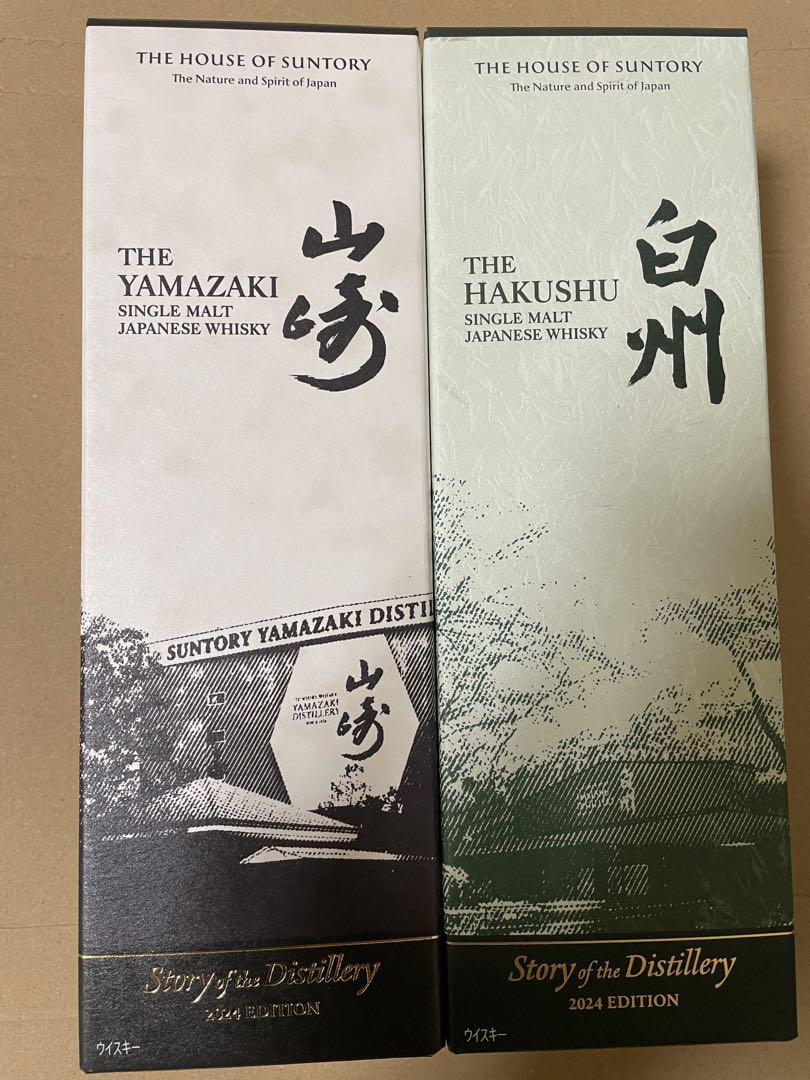 THE HOUSE OF SUNTORY
The Nature and Spirit of Japan
THE
YAMAZAKI
SINGLE MALT
JAPANESE WHISKY
山崎
SUNTORY YAMAZAKI DISTIL
YAMAZAKI
DISTILLERY
山崎
Story of the Distillery
2024 EDITION
ウイスキー
THE HOUSE OF SUNTORY
The Nature and Spirit of Japan
THE
HAKUSHU
SINGLE MALT
JAPANESE WHISKY
白州
Story of the Distillery
2024 EDITION
ウイスキー